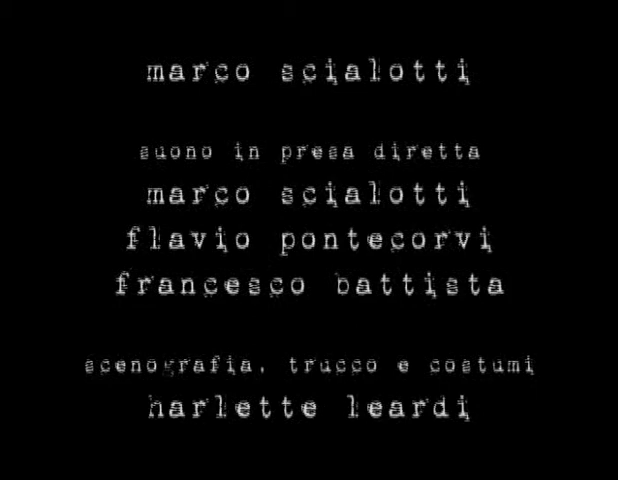 marco scialotti
suono in presa diretta
marco scialotti
flavio pontecorvi
francesco battista
scenografia, trucco e costumi
harlette leardi